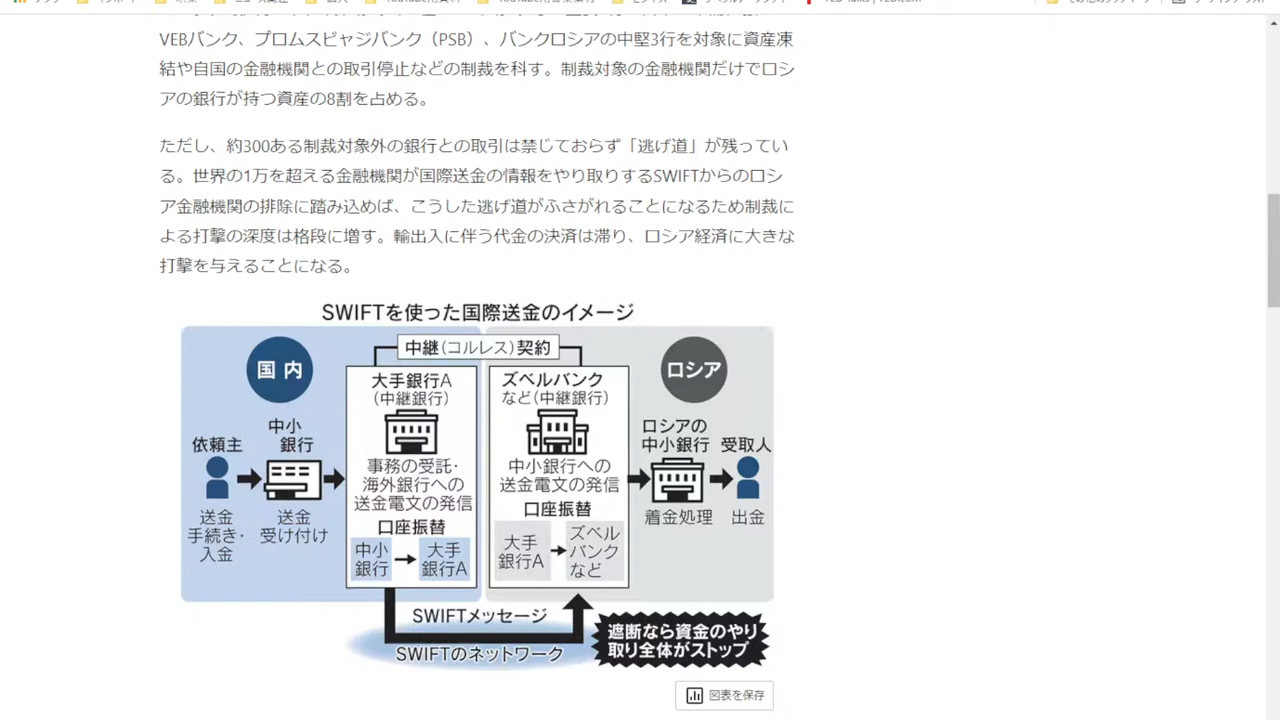 VEBバンク、プロムスビャジバンク（PSB）、バンクロシアの中堅3行を対象に資産凍
結や自国の金融機関との取引停止などの制裁を科す。制裁対象の金融機関だけでロシ
アの銀行が持つ資産の8割を占める。
ただし、約300ある制裁対象外の銀行との取引は禁じておらず「逃げ道」が残ってい
る。世界の1万を超える金融機関が国際送金の情報をやり取りするSWIFTからのロシ
ア金融機関の排除に踏み込めば、こうした逃げ道がふさがれることになるため制裁に
よる打撃の深度は格段に増す。輸出入に伴う代金の決済は滞り、ロシア経済に大きな
打撃を与えることになる。
SWIFTを使った国際送金のイメージ
中継（コルレス）契約
国内
依頼主
送金
手続き・
入金
中小
銀行
送金
受け付け
大手銀行A
（中継銀行）
事務の受託・
海外銀行への
送金電文の発信
口座振替
中小
銀行
大手
銀行A
ズベルバンク
など（中継銀行）
中小銀行への
送金電文の発信
口座振替
大手
銀行A
ズベル
バンク
など
ロシア
ロシアの
中小銀行
着金処理
受取人
出金
SWIFTメッセージ
SWIFTのネットワーク
遮断なら資金のやり
取り全体がストップ
図表を保存